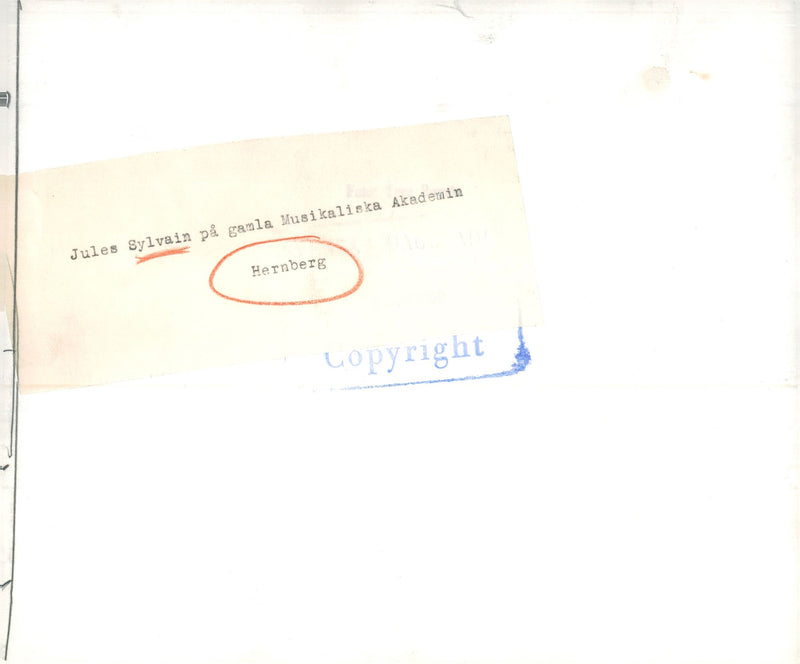 Jules Sylvain på gamla Musikaliska Akademin
Hernberg
Copyright